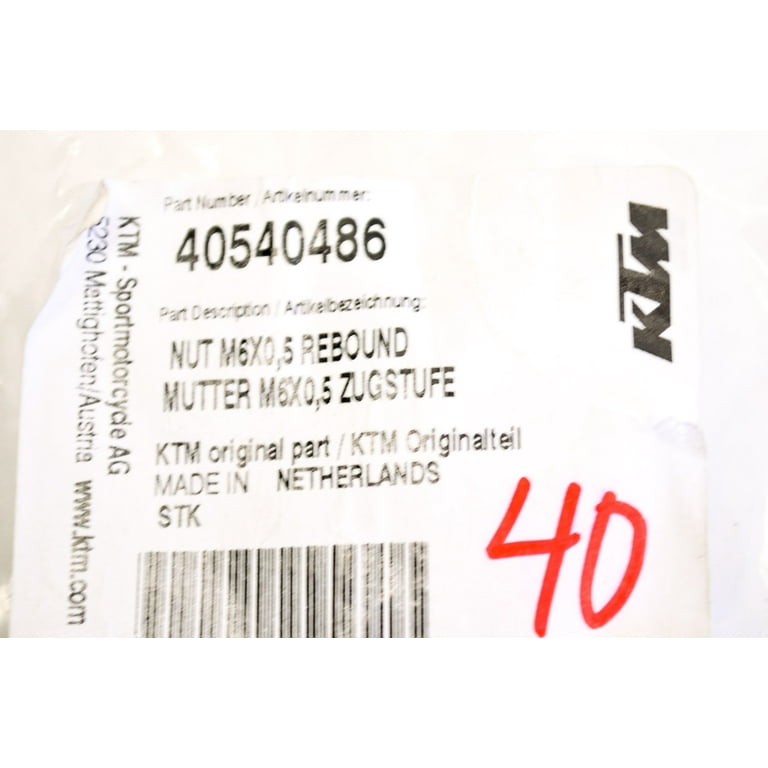 Part Number / Artikelnummer:
40540486
Part Description / Artikelbezeichnung:
NUT M6X0,5 REBOUND
MUTTER M6X0,5 ZUGSTUFE
KTM original part / KTM Originalteil
MADE IN NETHERLANDS
STK
KTM - Sportmotorcycle AG
5230 Mattighofen/Austria www.ktm.com
KTM
40